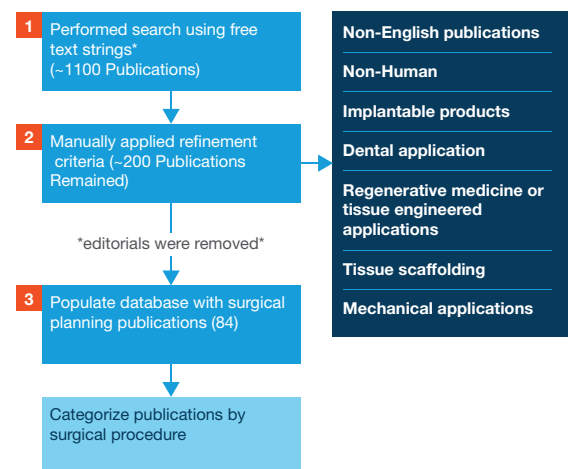 1
Performed search using free
text strings*
(~1100 Publications)
2
Manually applied refinement
criteria (~200 Publications
Remained)
*editorials were removed*
3
Populate database with surgical
planning publications (84)
Categorize publications by
surgical procedure
Non-English publications
Non-Human
Implantable products
Dental application
Regenerative medicine or
tissue engineered
applications
Tissue scaffolding
Mechanical applications